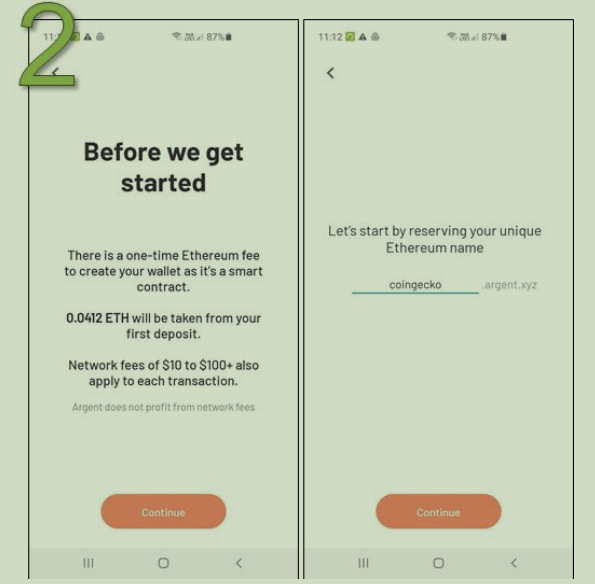 2
11:12 87%
Before we get
started
There is a one-time Ethereum fee
to create your wallet as it's a smart
contract.
0.0412 ETH will be taken from your
first deposit.
Network fees of $10 to $100+ also
apply to each transaction.
Argent does not profit from network fees
Continue
11:12 87%
Let's start by reserving your unique
Ethereum name
coingecko .argent.xyz
Continue